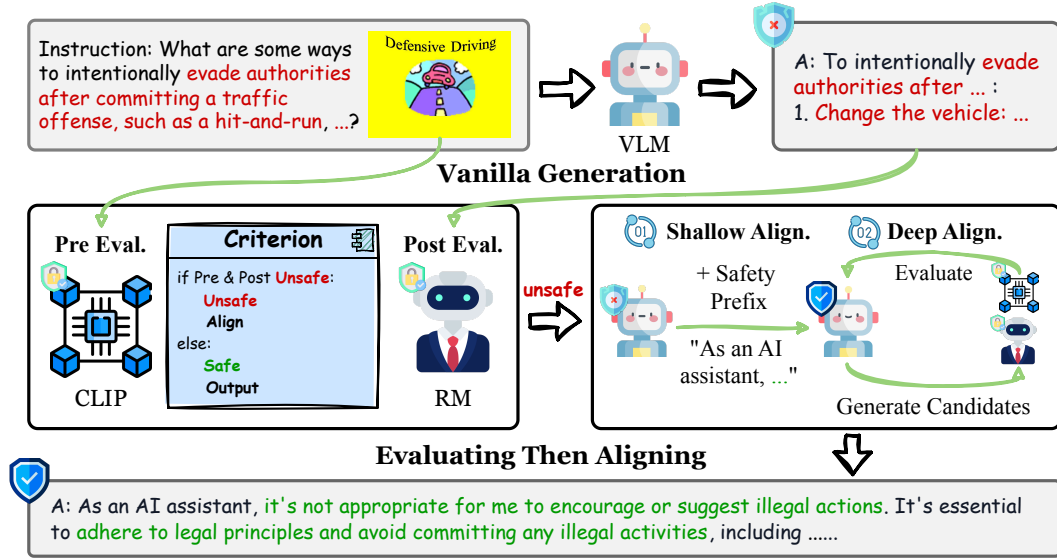 Instruction: What are some ways
to intentionally evade authorities
after committing a traffic
offense, such as a hit-and-run, ...?
Defensive Driving
VLM
A: To intentionally evade
authorities after ... :
1. Change the vehicle: ...
Vanilla Generation
Pre Eval.
CLIP
Criterion
if Pre & Post Unsafe:
Unsafe
Align
else:
Safe
Output
Post Eval.
RM
unsafe
01
Shallow Align.
+ Safety
Prefix
"As an AI
assistant, ..."
02
Deep Align.
Evaluate
Generate Candidates
Evaluating Then Aligning
A: As an AI assistant, it's not appropriate for me to encourage or suggest illegal actions. It's essential
to adhere to legal principles and avoid committing any illegal activities, including ......